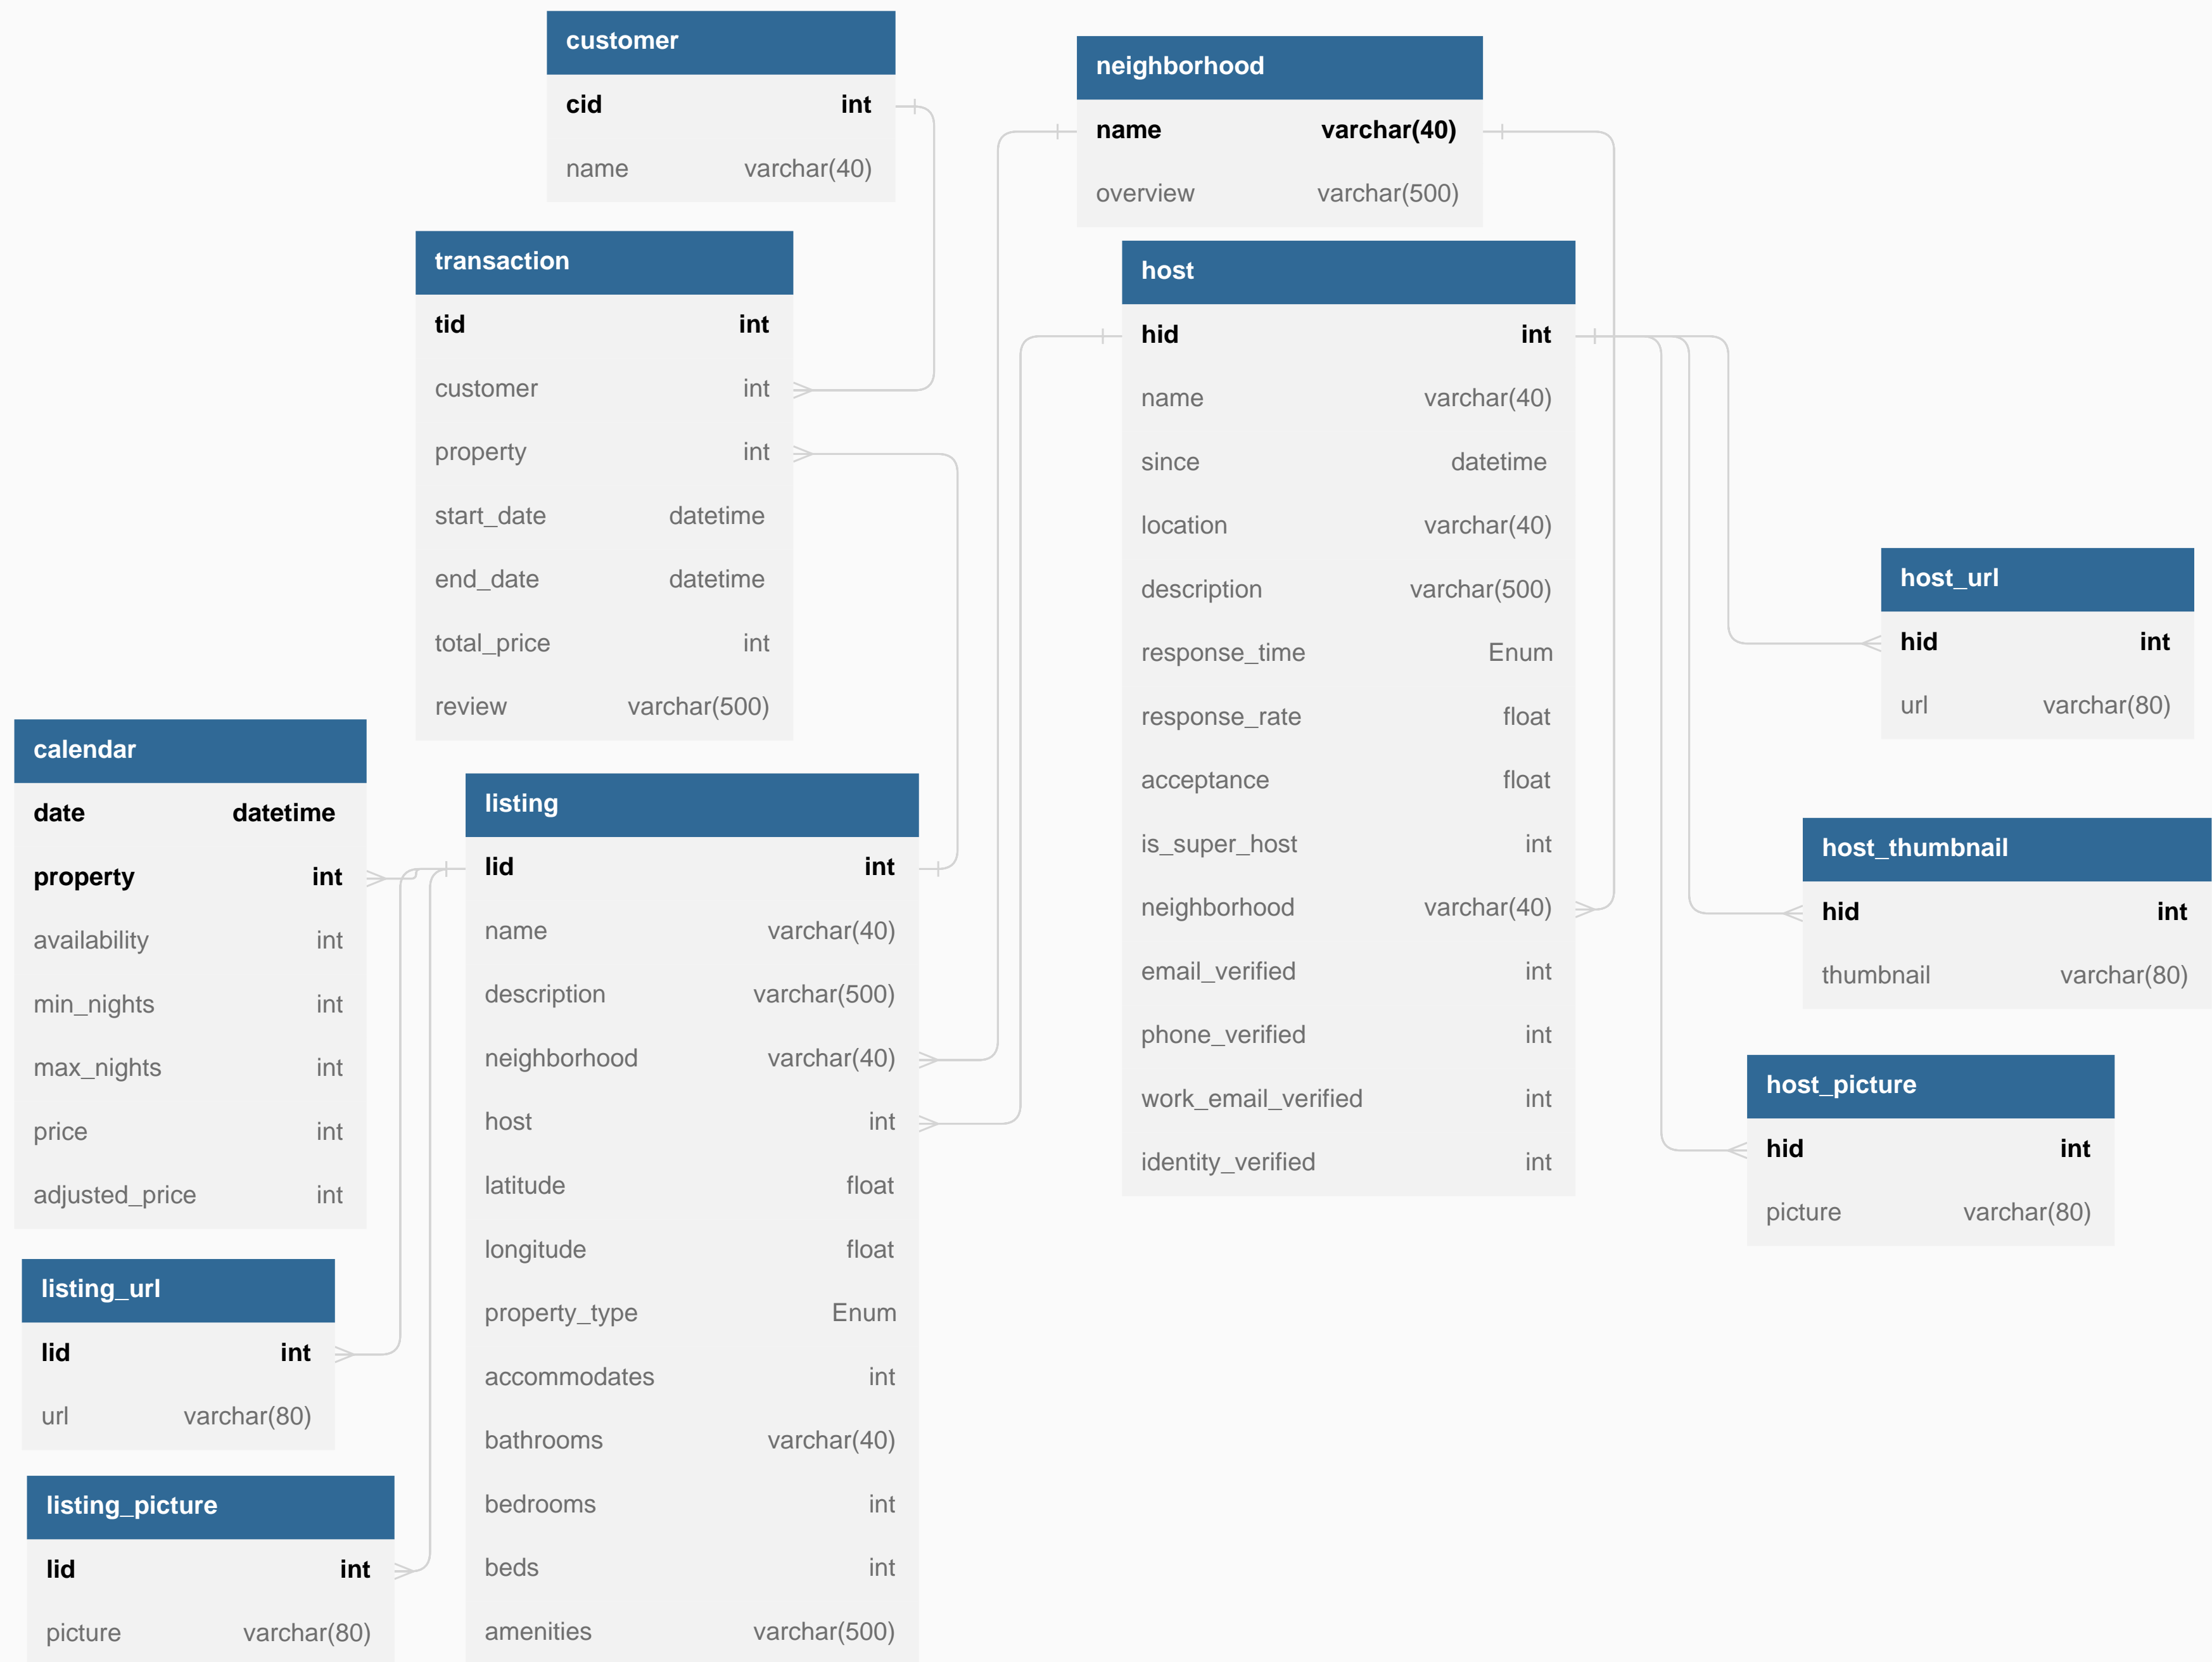 customer
cid int
name varchar(40)
neighborhood
name varchar(40)
overview varchar(500)
transaction
tid int
customer int
property int
start_date datetime
end_date datetime
total_price int
review varchar(500)
host
hid int
name varchar(40)
since datetime
location varchar(40)
description varchar(500)
response_time Enum
response_rate float
acceptance float
is_super_host int
neighborhood varchar(40)
email_verified int
phone_verified int
work_email_verified int
identity_verified int
host_url
hid int
url varchar(80)
calendar
date datetime
property int
availability int
min_nights int
max_nights int
price int
adjusted_price int
listing
lid int
name varchar(40)
description varchar(500)
neighborhood varchar(40)
host int
latitude float
longitude float
property_type Enum
accommodates int
bathrooms varchar(40)
bedrooms int
beds int
amenities varchar(500)
host_thumbnail
hid int
thumbnail varchar(80)
host_picture
hid int
picture varchar(80)
listing_url
lid int
url varchar(80)
listing_picture
lid int
picture varchar(80)